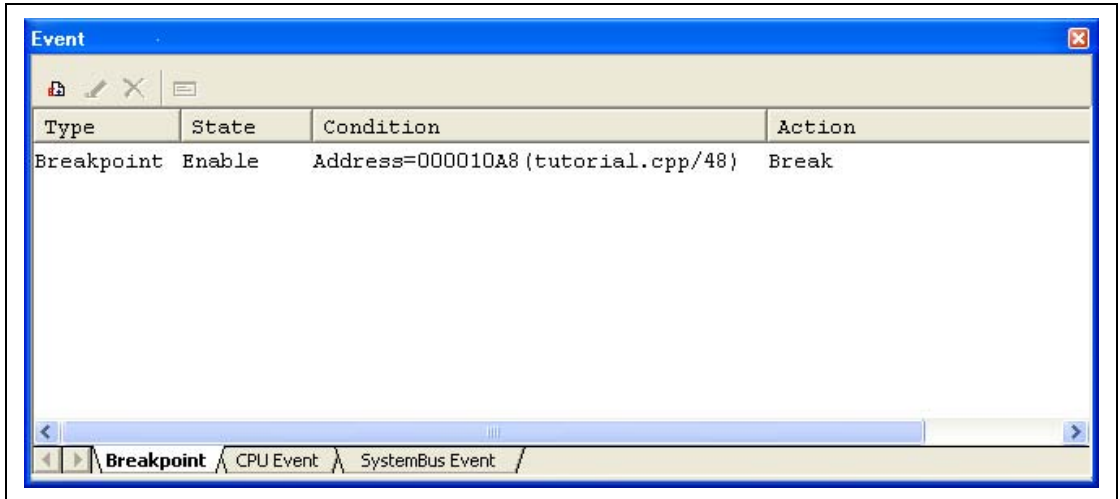 Event
Type State Condition Action
Breakpoint Enable Address=000010A8(tutorial.cpp/48) Break
Breakpoint CPU Event SystemBus Event